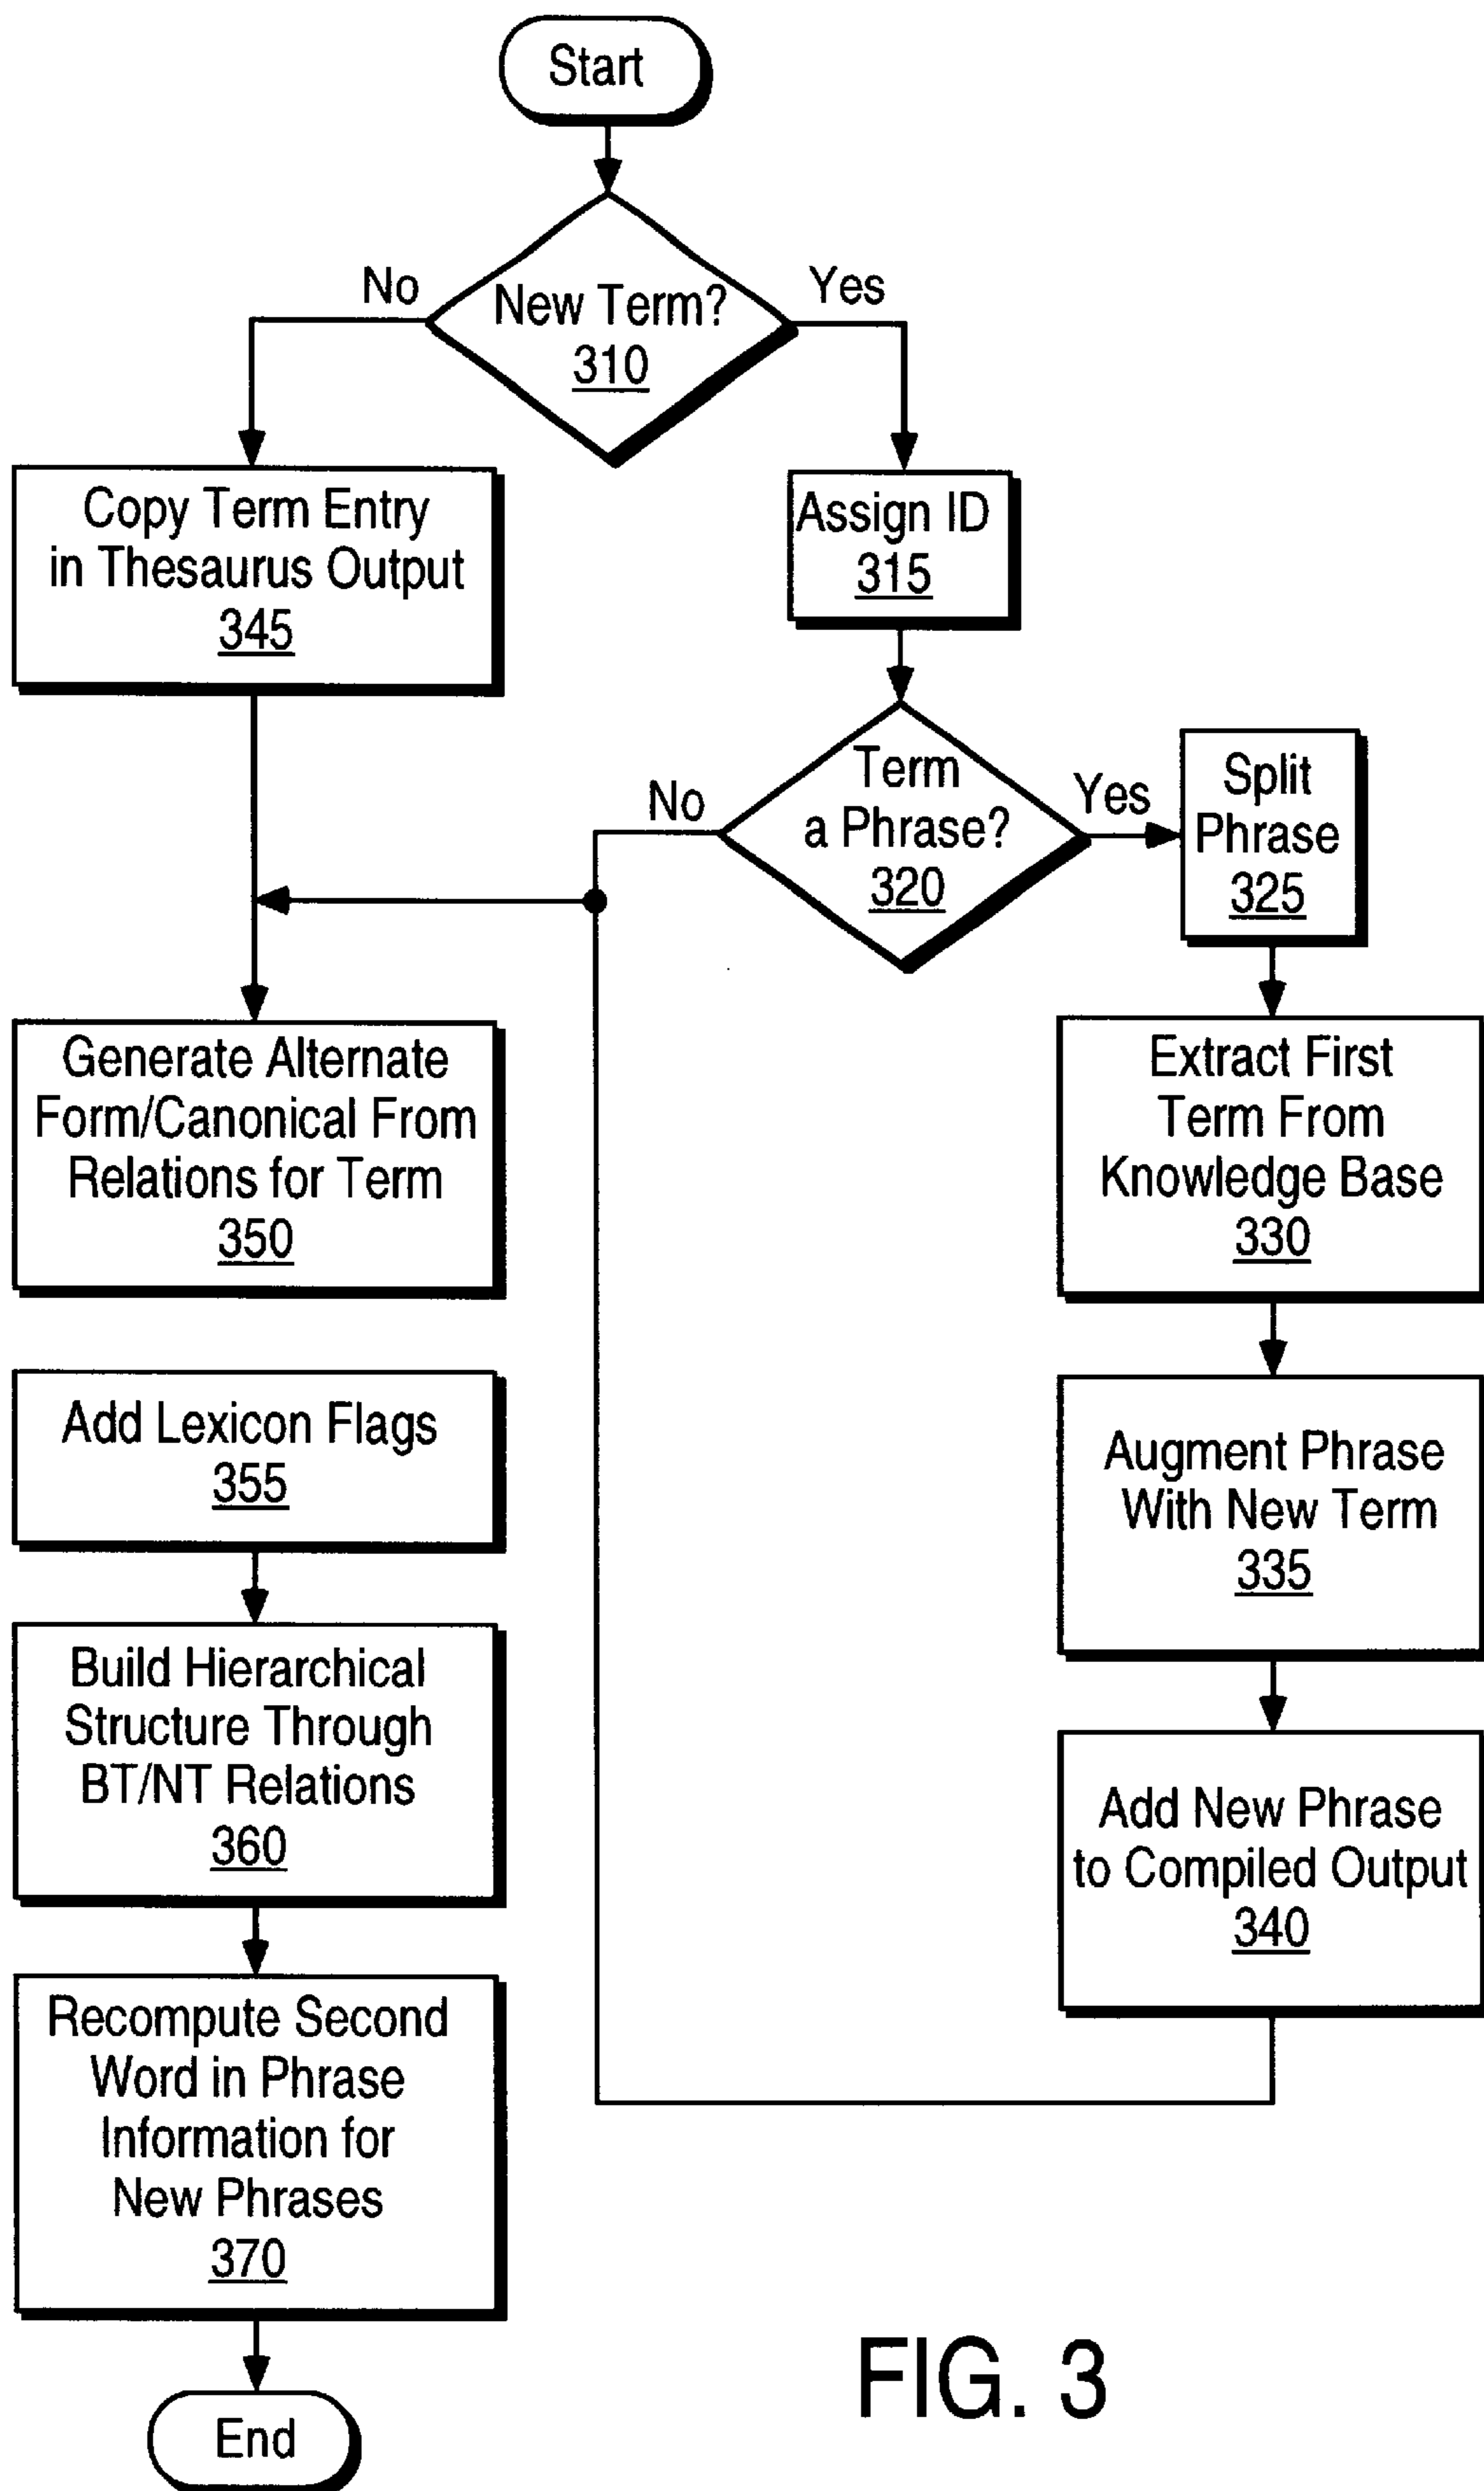 Start
No
New Term?
310
Yes
Copy Term Entry
in Thesaurus Output
345
Assign ID
315
No
Term
a Phrase?
320
Yes
Split
Phrase
325
Generate Alternate
Form/Canonical From
Relations for Term
350
Extract First
Term From
Knowledge Base
330
Add Lexicon Flags
355
Augment Phrase
With New Term
335
Build Hierarchical
Structure Through
BT/NT Relations
360
Add New Phrase
to Compiled Output
340
Recompute Second
Word in Phrase
Information for
New Phrases
370
End
FIG. 3